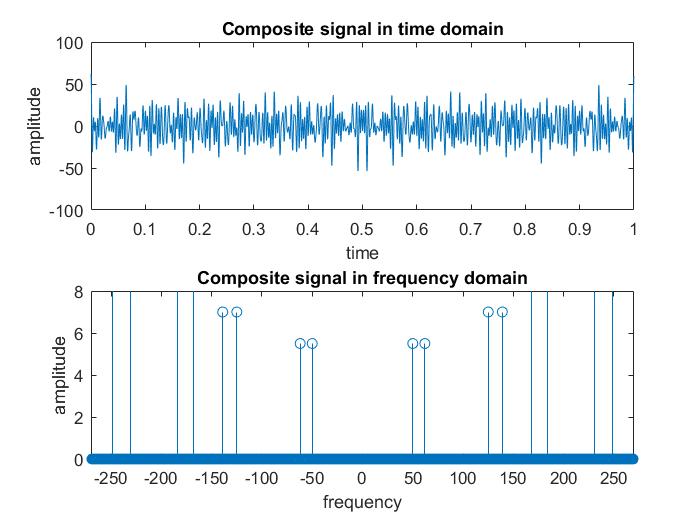 Composite signal in time domain
100
50
0
-50
-100
amplitude
0 0.1 0.2 0.3 0.4 0.5 0.6 0.7 0.8 0.9 1
time
Composite signal in frequency domain
8
6
4
2
0
amplitude
-250 -200 -150 -100 -50 0 50 100 150 200 250
frequency